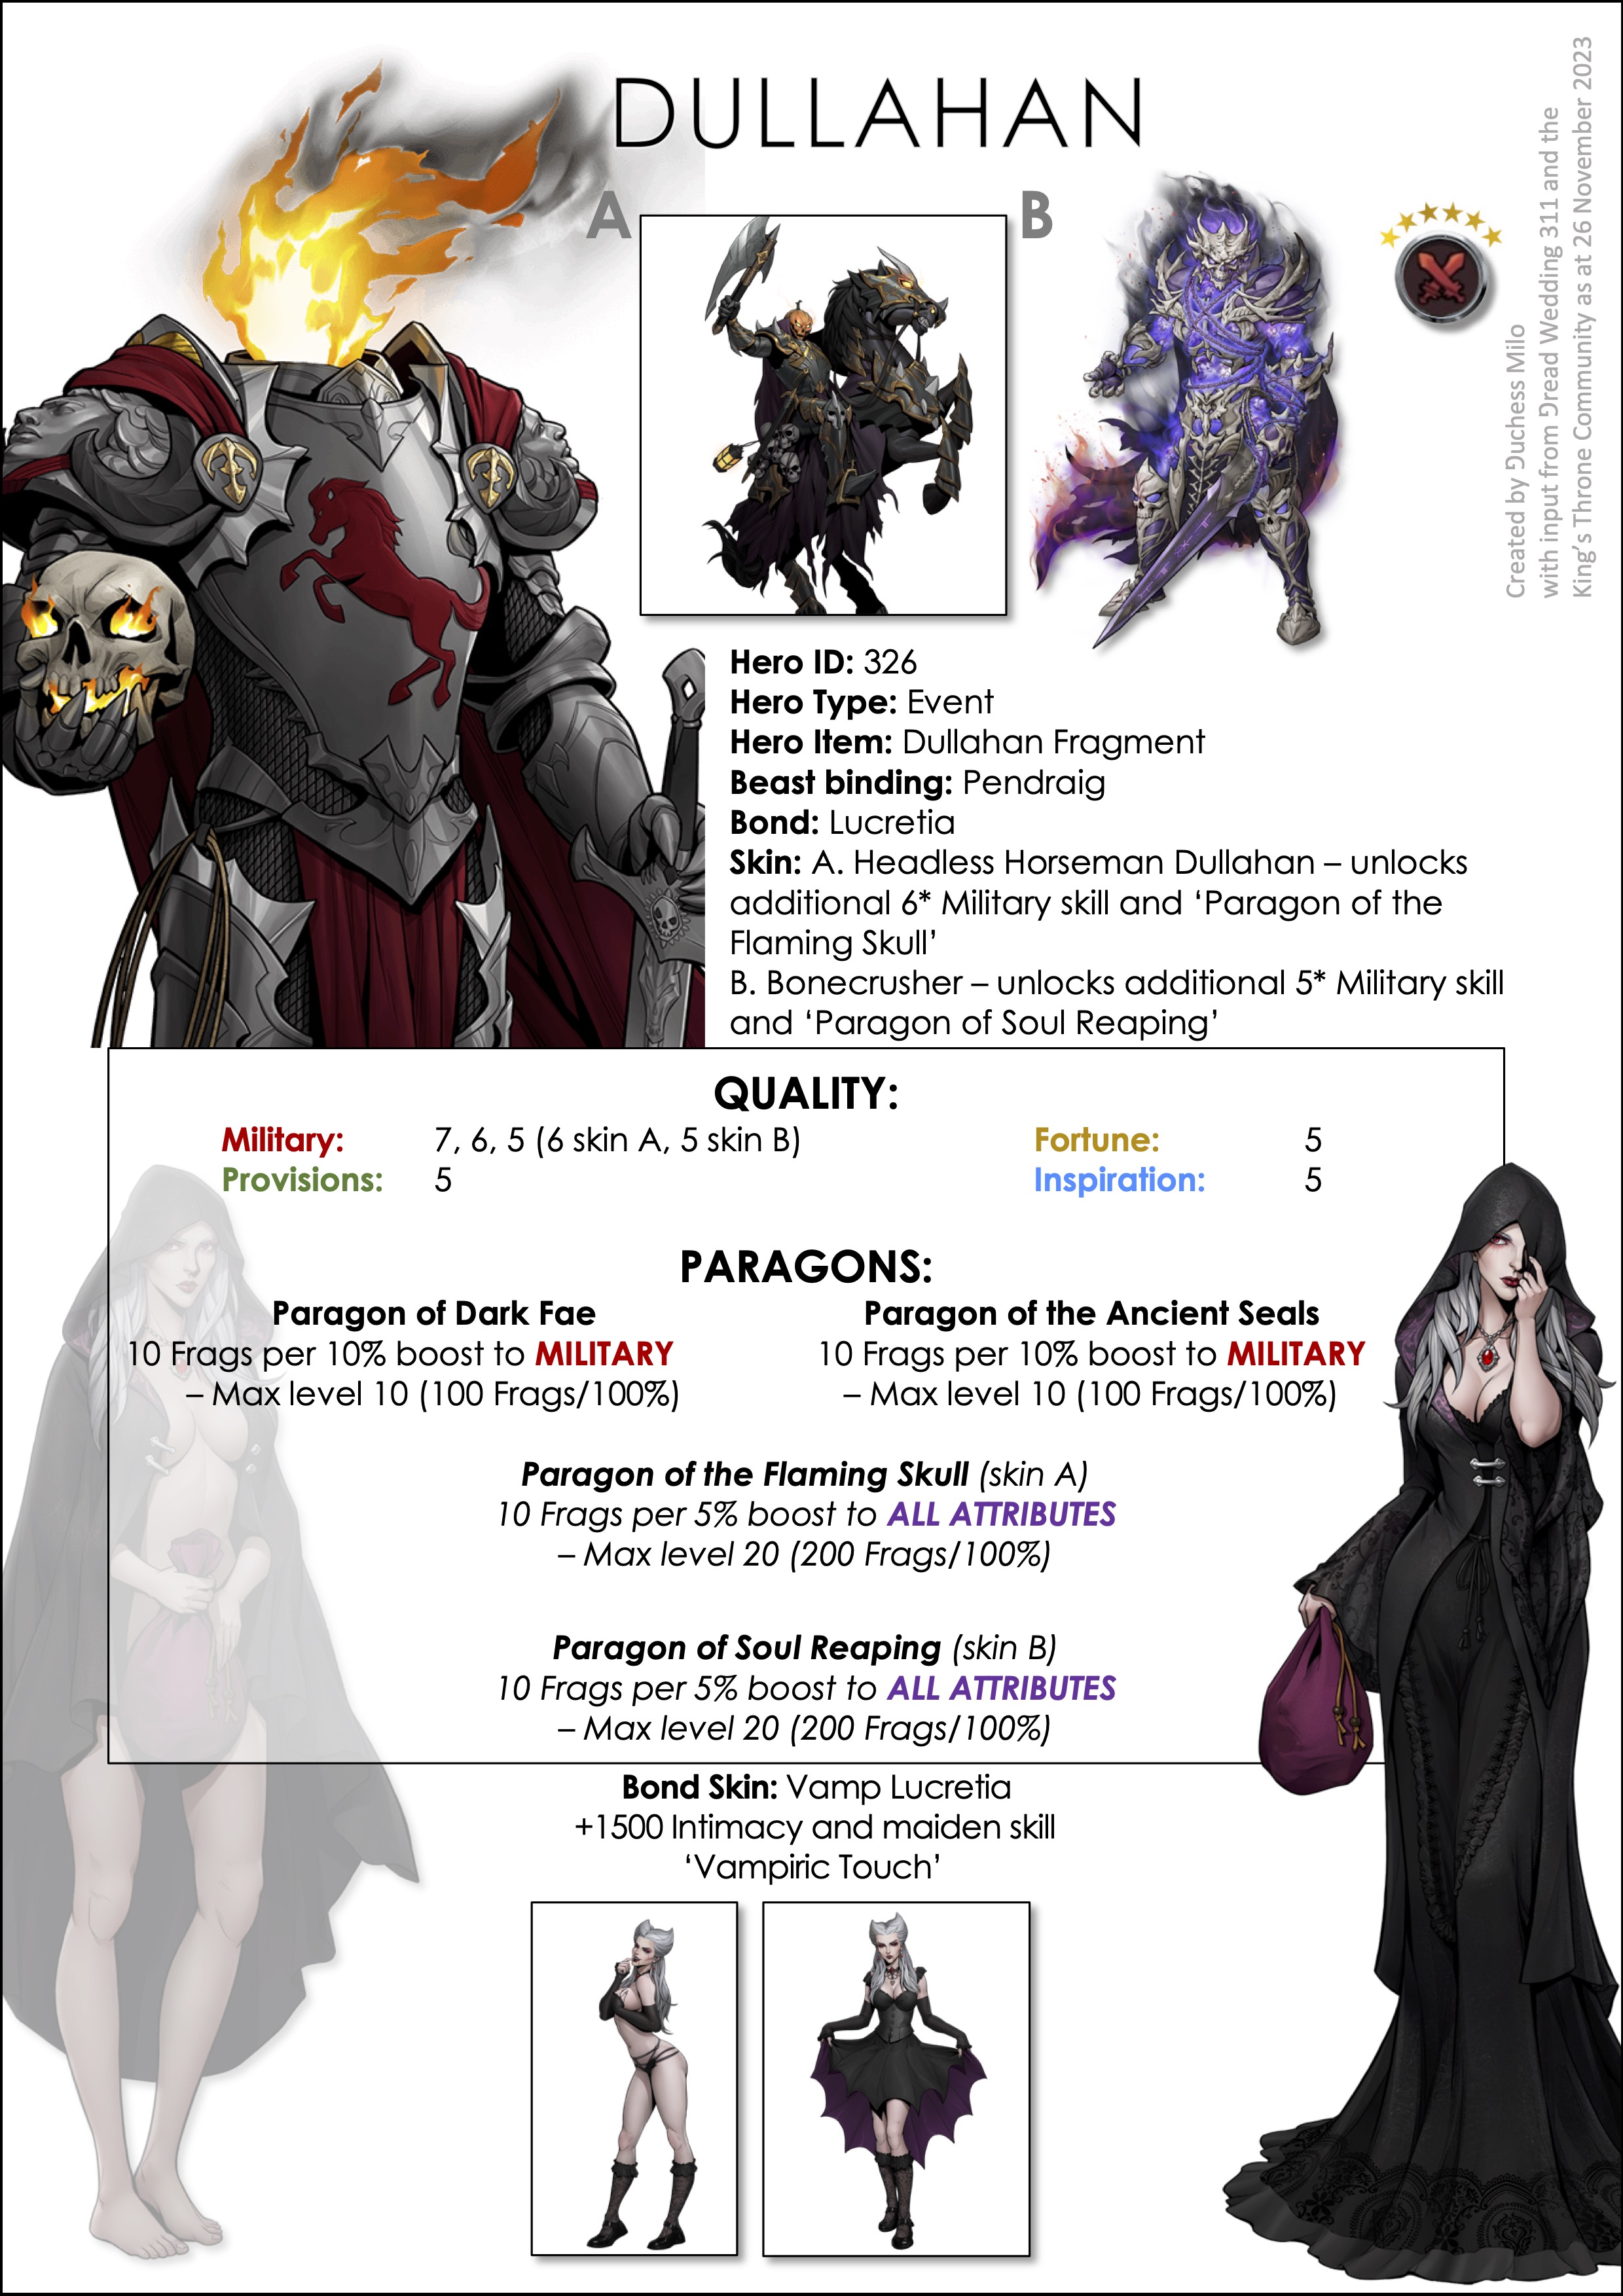 DULLAHAN
A
B
Created by Duchess Milo
with input from Dread Wedding 311 and the
King's Throne Community as at 26 November 2023
Hero ID: 326
Hero Type: Event
Hero Item: Dullahan Fragment
Beast binding: Pendraig
Bond: Lucretia
Skin: A. Headless Horseman Dullahan – unlocks
additional 6* Military skill and ‘Paragon of the
Flaming Skull’
B. Bonecrusher – unlocks additional 5* Military skill
and ‘Paragon of Soul Reaping’
QUALITY:
Military: 7, 6, 5 (6 skin A, 5 skin B) Fortune: 5
Provisions: 5 Inspiration: 5
PARAGONS:
Paragon of Dark Fae
10 Frags per 10% boost to MILITARY
– Max level 10 (100 Frags/100%)
Paragon of the Ancient Seals
10 Frags per 10% boost to MILITARY
– Max level 10 (100 Frags/100%)
Paragon of the Flaming Skull (skin A)
10 Frags per 5% boost to ALL ATTRIBUTES
– Max level 20 (200 Frags/100%)
Paragon of Soul Reaping (skin B)
10 Frags per 5% boost to ALL ATTRIBUTES
– Max level 20 (200 Frags/100%)
Bond Skin: Vamp Lucretia
+1500 Intimacy and maiden skill
‘Vampiric Touch’